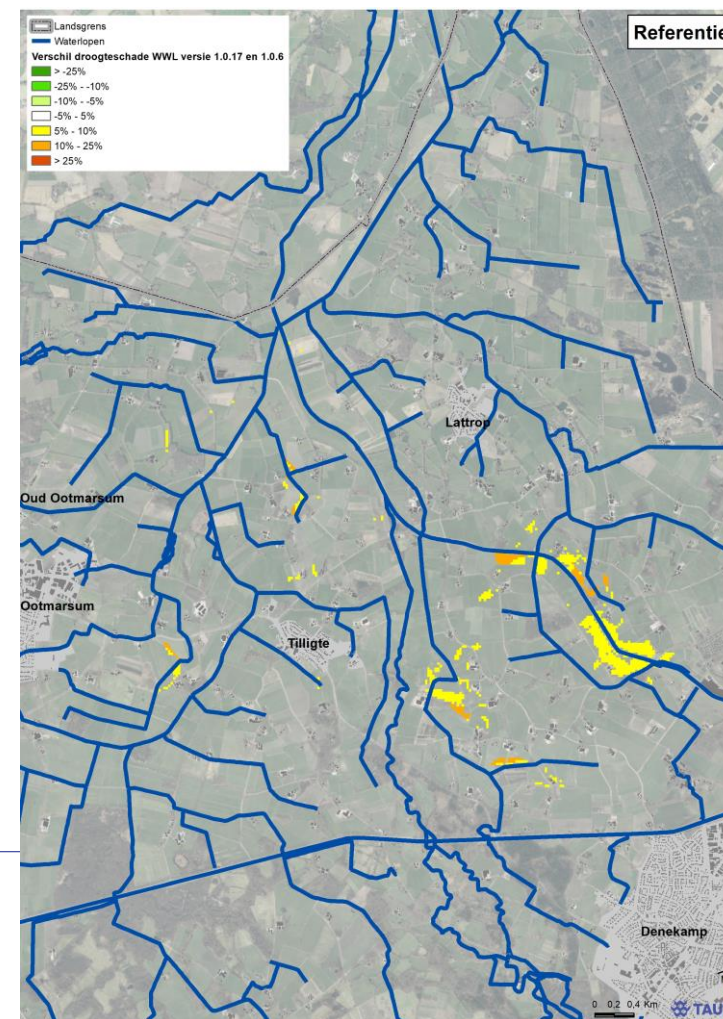 Landsgrens
Waterlopen
Verschil droogteschade WWL versie 1.0.17 en 1.0.6
> -25%
-25% - -10%
-10% - -5%
-5% - 5%
5% - 10%
10% - 25%
> 25%
Referentie
Lattrop
Oud Ootmarsum
Ootmarsum
Tilligte
Denekamp
0 0,2 0,4 Km
TAU